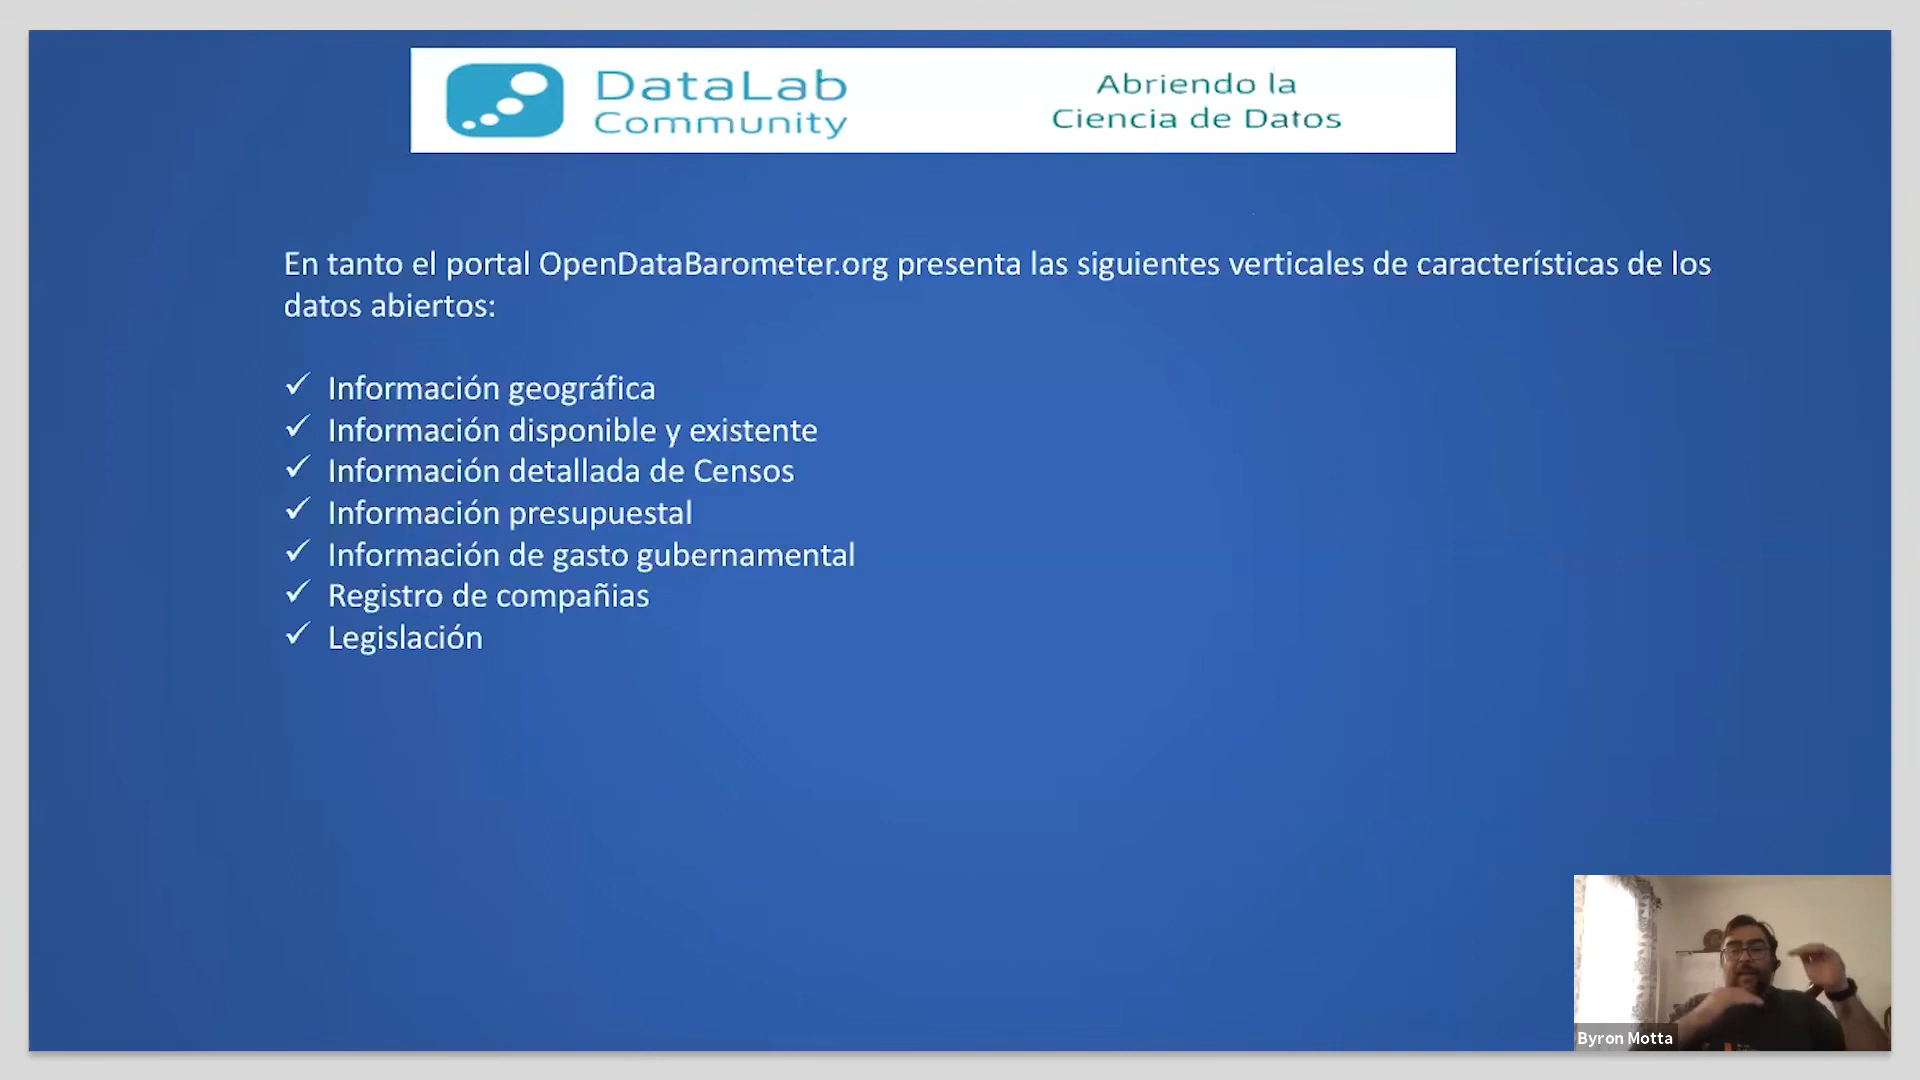 DataLab
Community
Abriendo la
Ciencia de Datos
En tanto el portal OpenDataBarometer.org presenta las siguientes verticales de características de los
datos abiertos:
✓ Información geográfica
✓ Información disponible y existente
✓ Información detallada de Censos
✓ Información presupuestal
✓ Información de gasto gubernamental
✓ Registro de compañias
✓ Legislación
Byron Motta